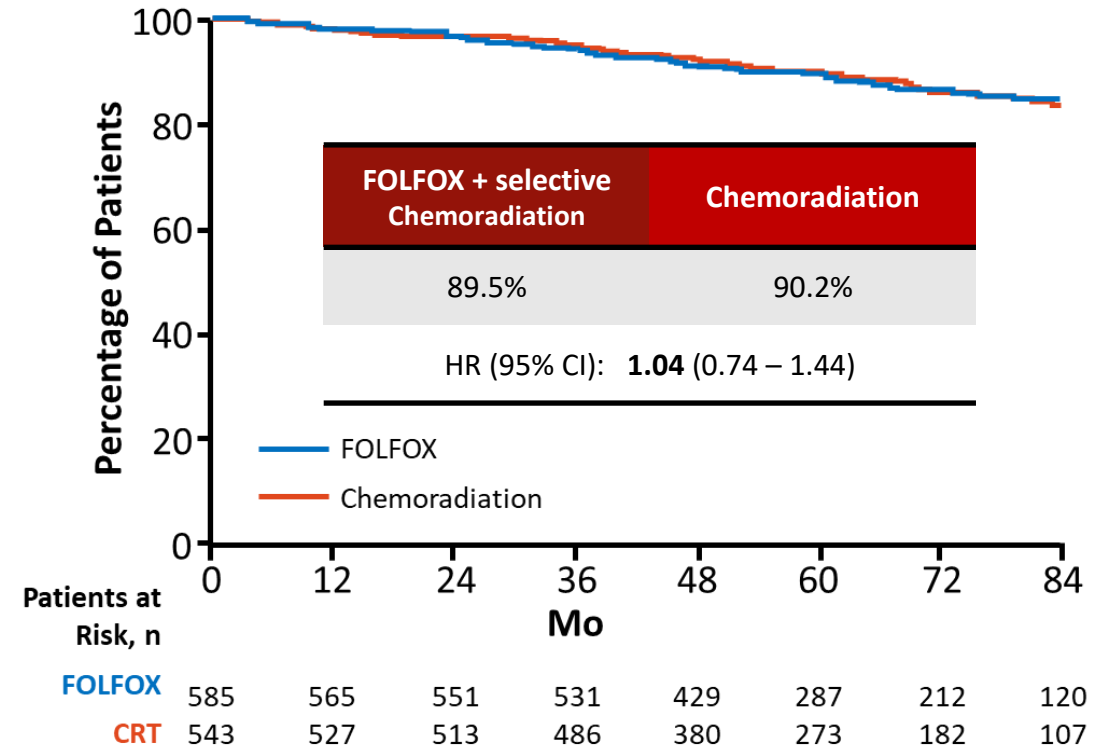 100
80
60
40
20
0
Percentage of Patients
FOLFOX + selective
Chemoradiation
Chemoradiation
89.5%
90.2%
HR (95% CI): 1.04 (0.74 – 1.44)
FOLFOX
Chemoradiation
0 12 24 36 48 60 72 84
Mo
Patients at
Risk, n
FOLFOX 585 565 551 531 429 287 212 120
CRT 543 527 513 486 380 273 182 107